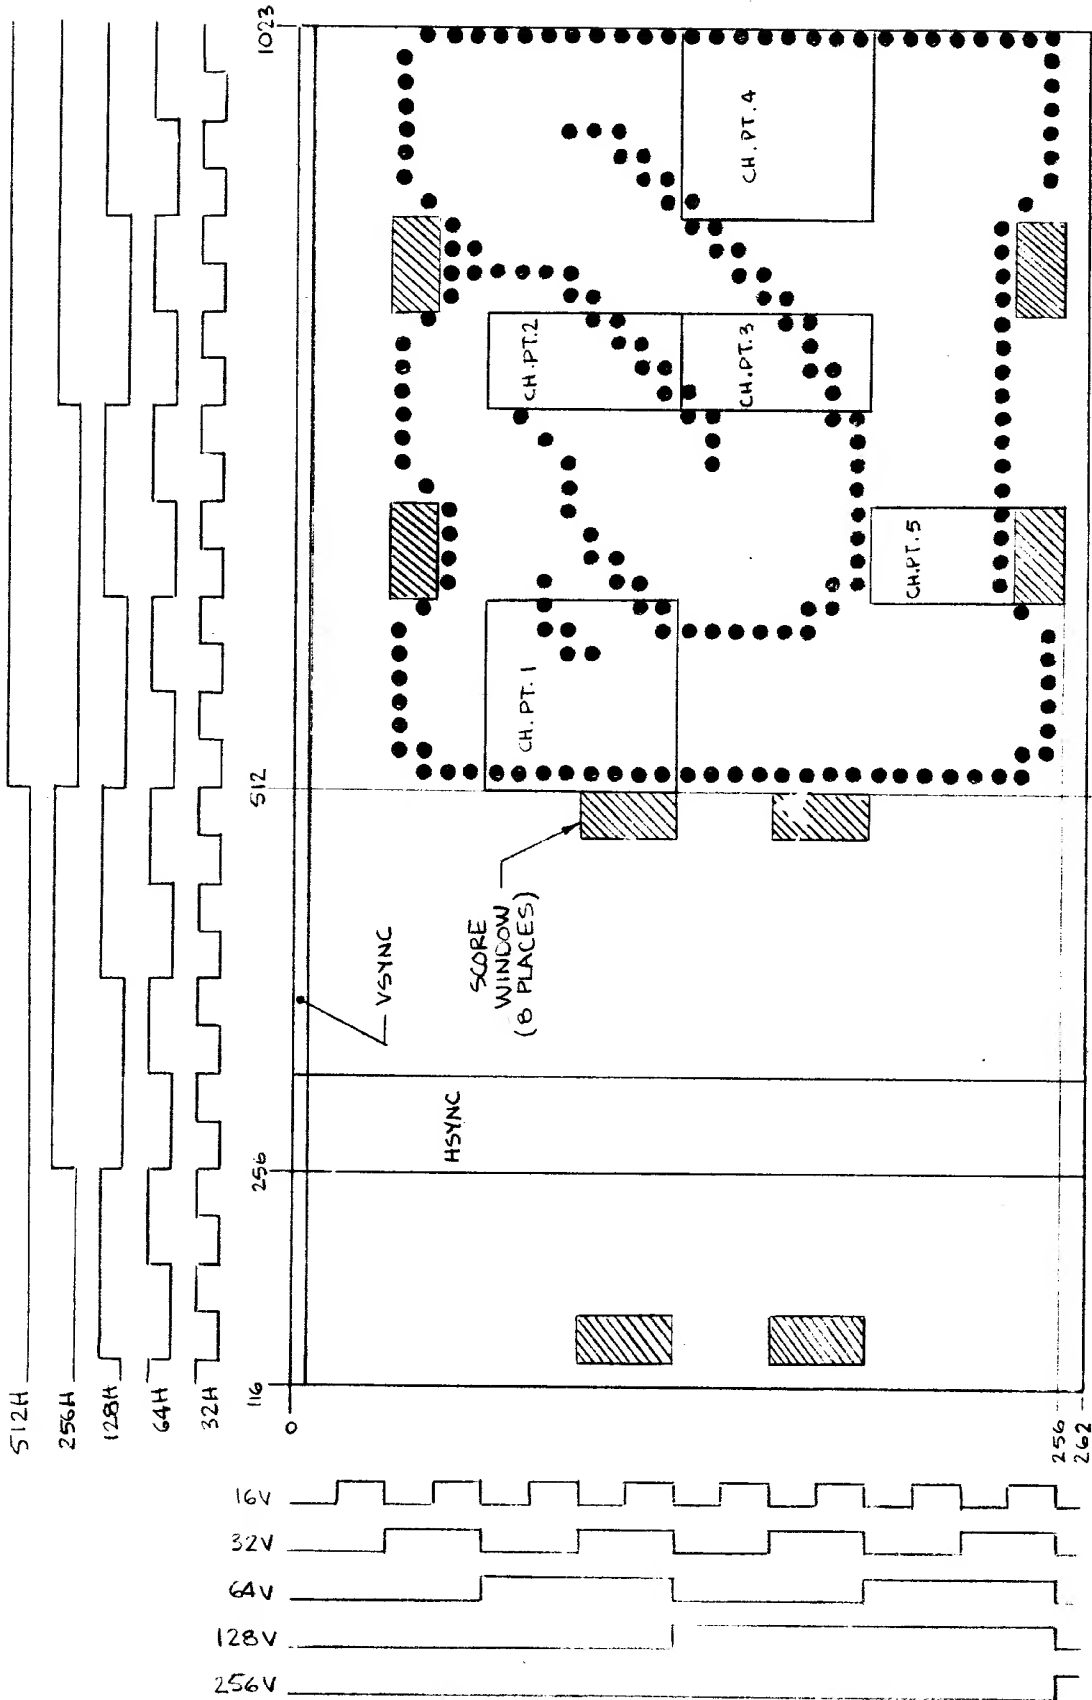 512H
256H
128H
64H
32H
1023
512
256
116
0
256
262
CH. PT. 4
CH. PT. 2
CH. PT. 3
CH. PT. 1
CH. PT. 5
VSYNC
SCORE
WINDOW
(8 PLACES)
HSYNC
16V
32V
64V
128V
256V